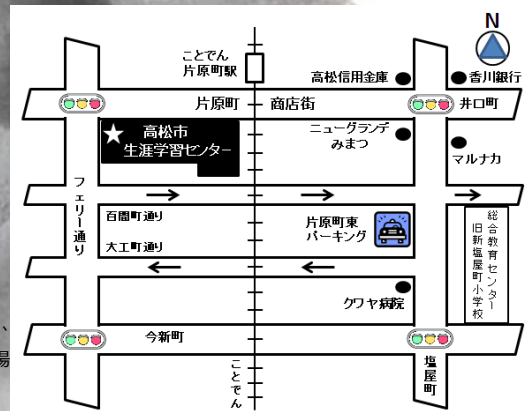 N
ことでん
片原町駅
高松信用金庫
香川銀行
片原町 商店街
井口町
高松市
生涯学習センター
ニューグランデ
みまつ
マルナカ
フェリー通り
百間町通り
大工町通り
片原町東
パーキング
総合教育センター
旧新塩屋町小学校
クワヤ病院
今新町
ことでん
塩屋町
、
場